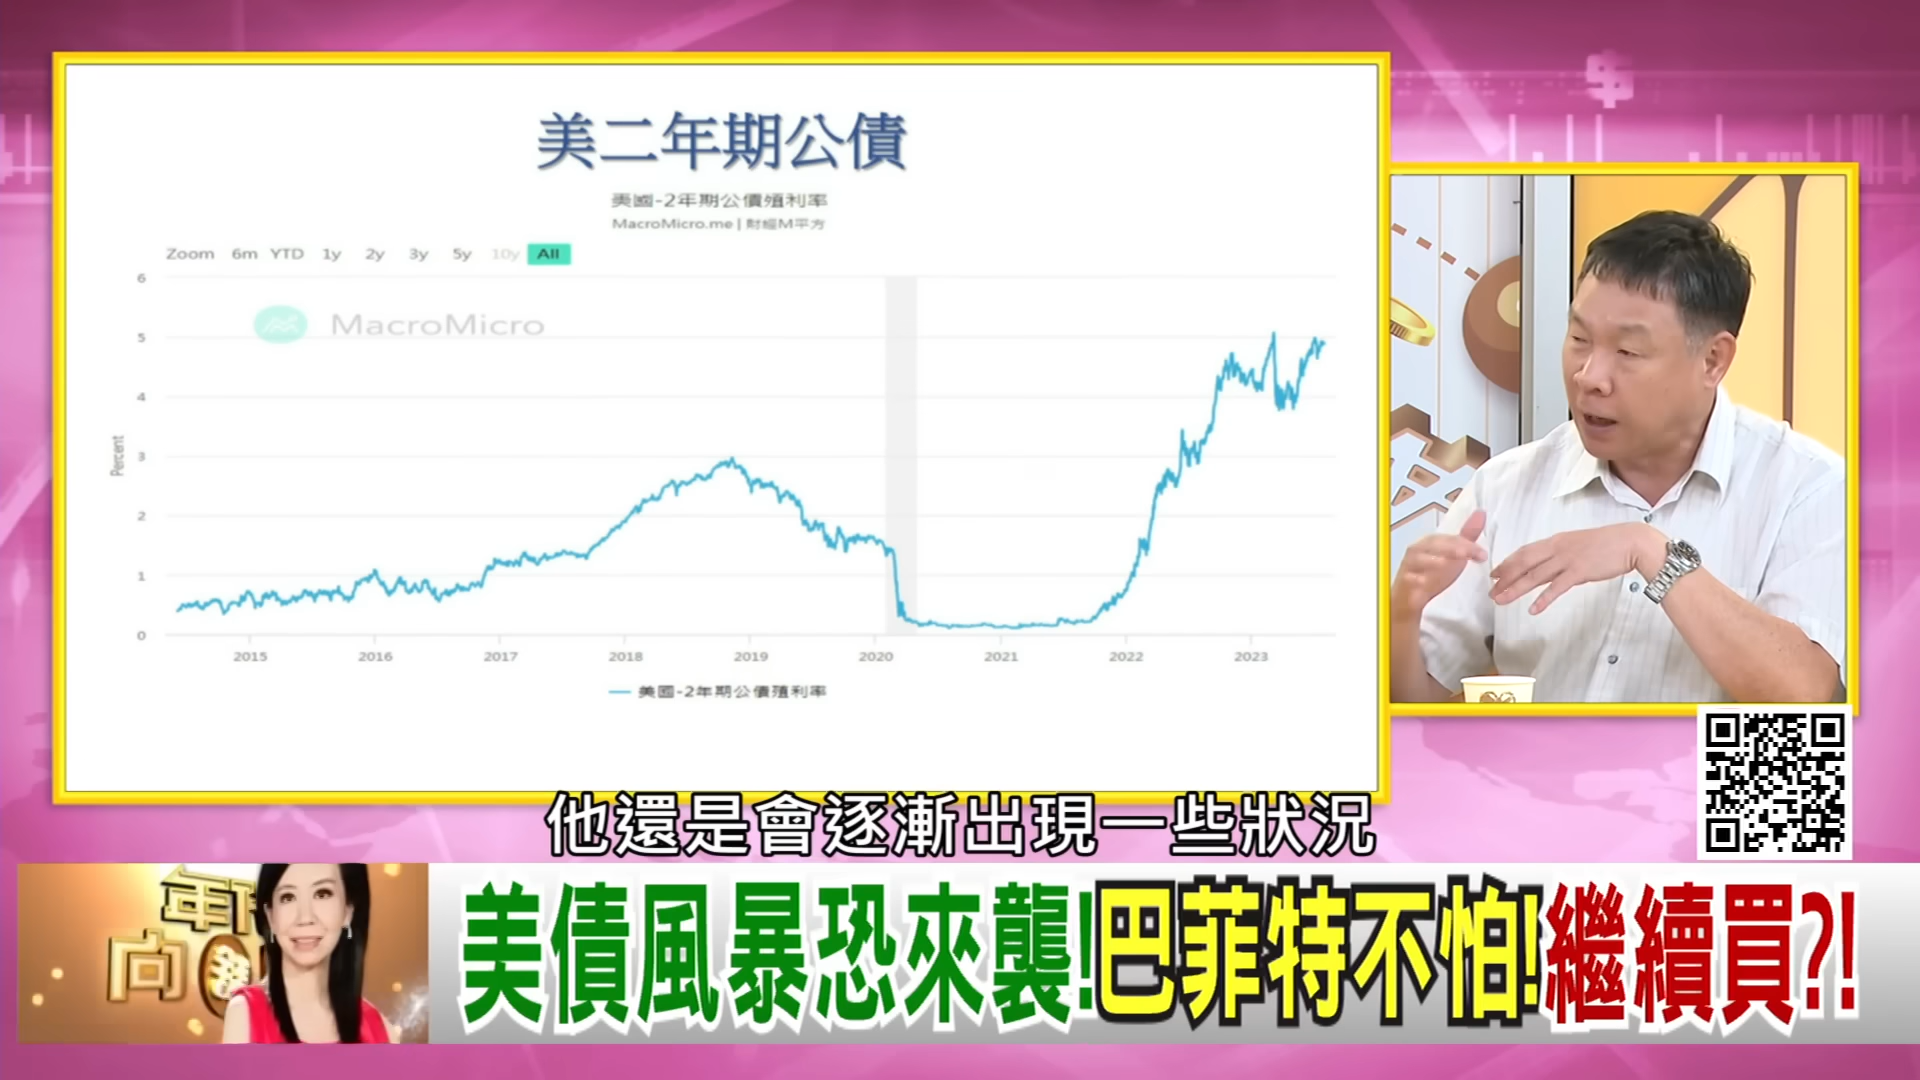 美二年期公債
美國-2年期公債殖利率
MacroMicro.me | 財經M平方
Zoom 6m YTD 1y 2y 3y 5y 10y All
MacroMicro
6
5
4
3
2
1
0
Percent
2015 2016 2017 2018 2019 2020 2021 2022 2023
美國-2年期公債殖利率
他還是會逐漸出現一些狀況
向
美債風暴恐來襲!巴菲特不怕!繼續買?!